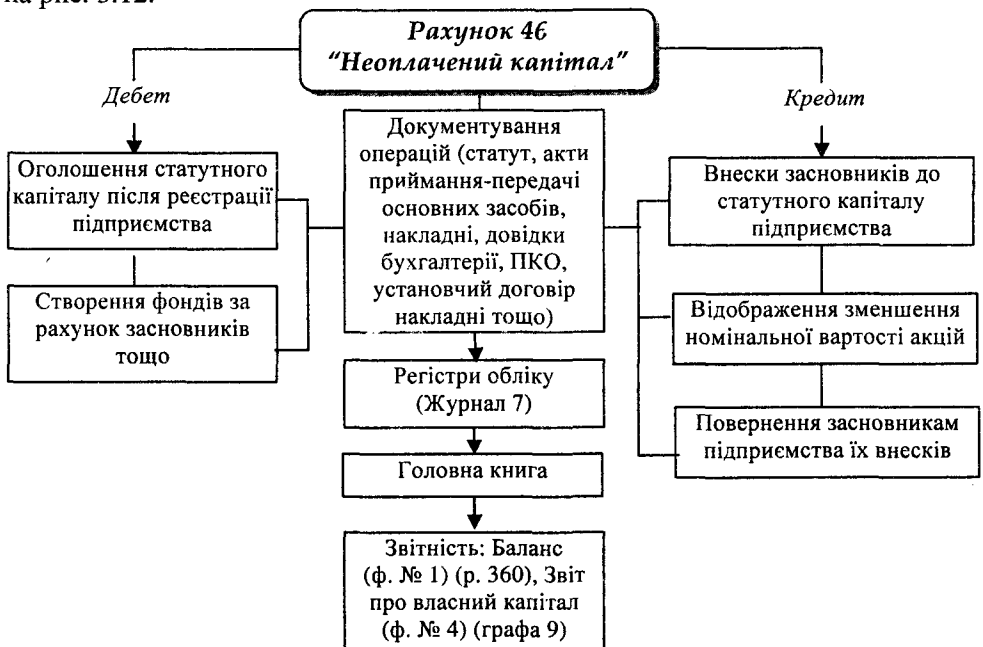 на рис. 3.12.
Рахунок 46
“Неоплачений капітал”
Дебет
Кредит
Оголошення статутного
капіталу після реєстрації
підприємства
Створення фондів за
рахунок засновників
тощо
Документування
операцій (статут, акти
приймання-передачі
основних засобів,
накладні, довідки
бухгалтерії, ПКО,
установчий договір
накладні тощо)
Регістри обліку
(Журнал 7)
Головна книга
Звітність: Баланс
(ф. № 1) (р. 360), Звіт
про власний капітал
(ф. № 4) (графа 9)
Внески засновників до
статутного капіталу
підприємства
Відображення зменшення
номінальної вартості акцій
Повернення засновникам
підприємства їх внесків